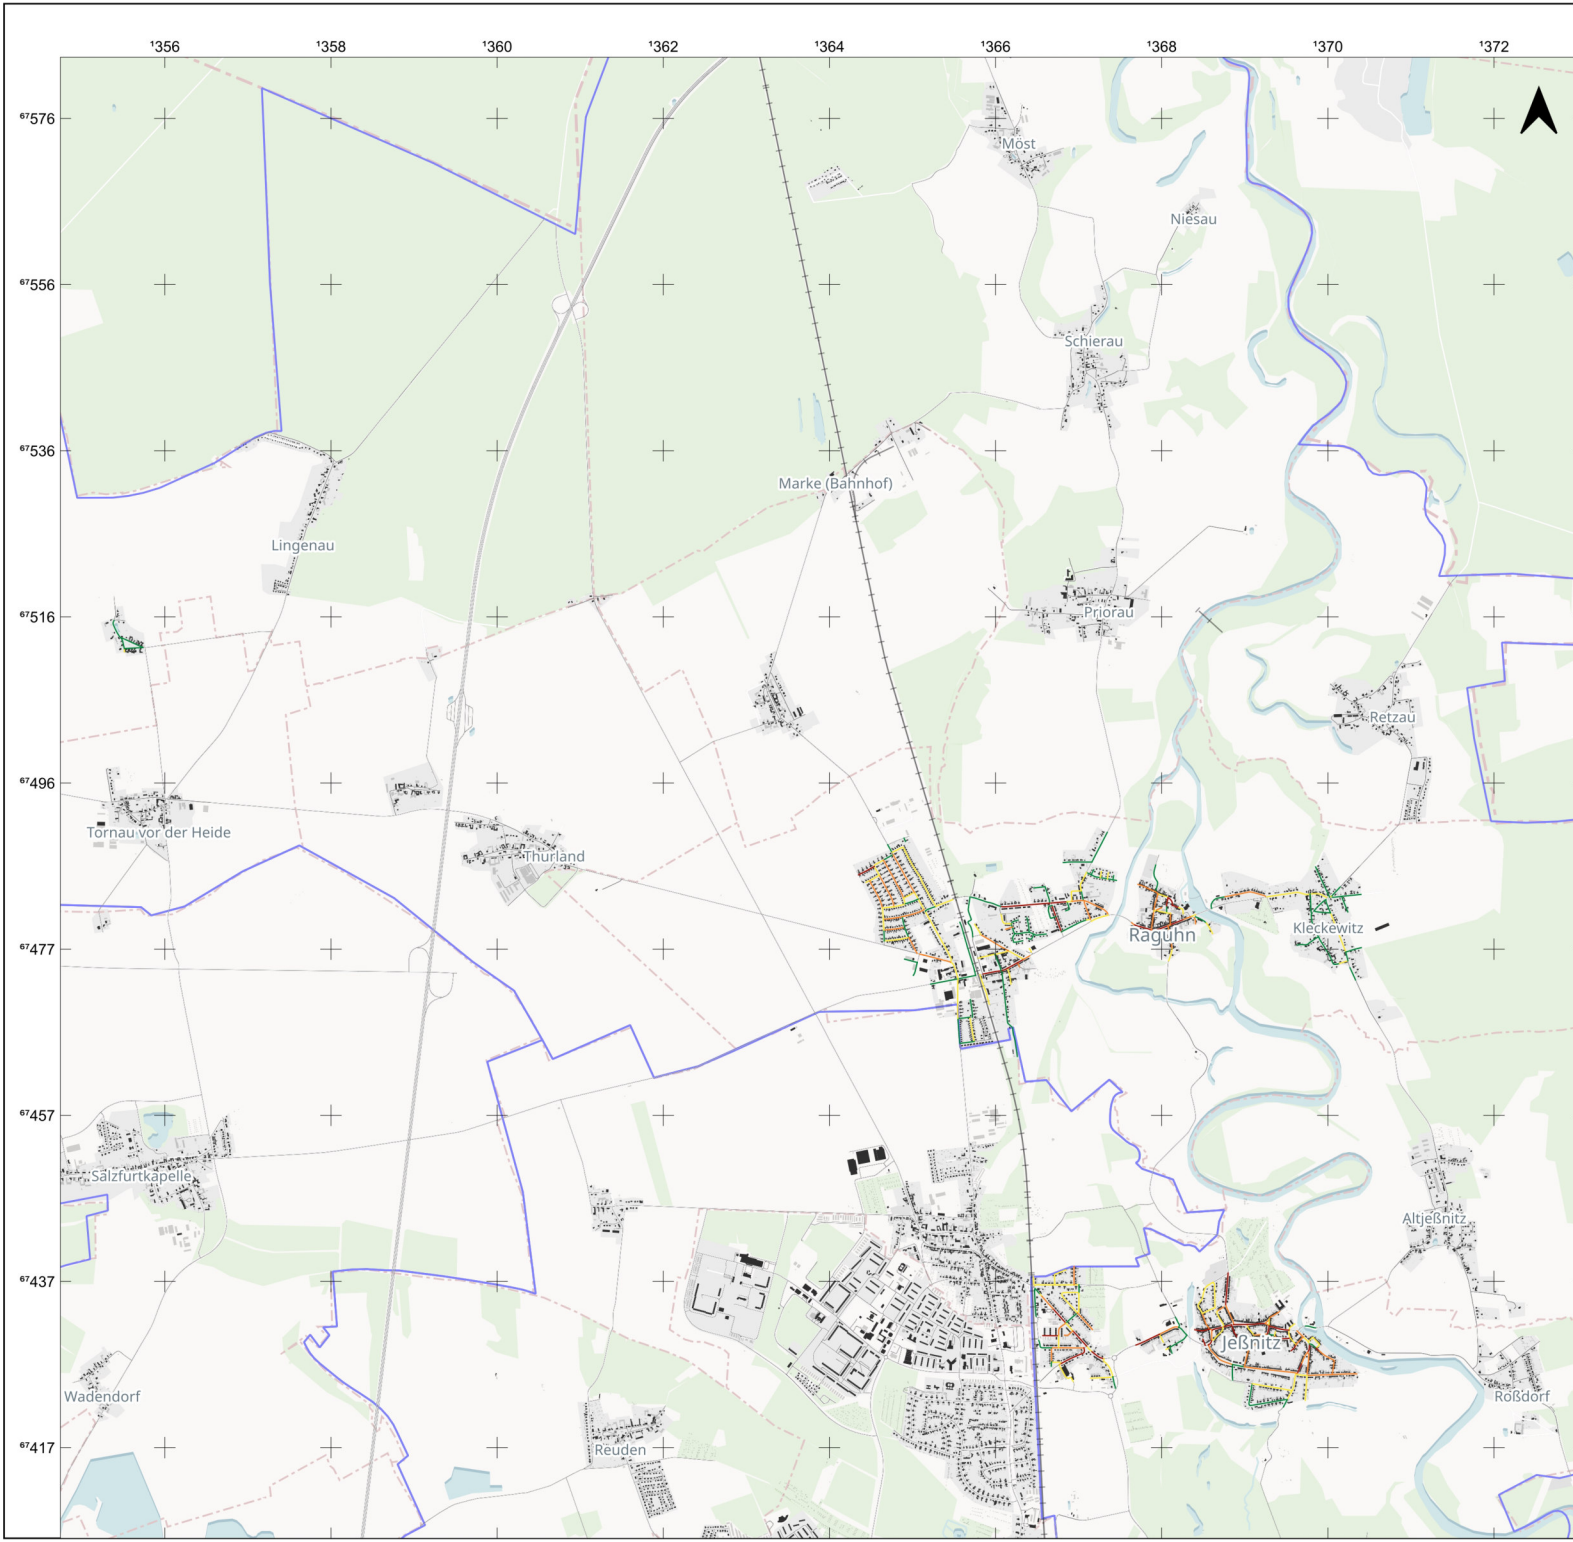 ¹356 ¹358 ¹360 ¹362 ¹364 ¹366 ¹368 ¹370 ¹372
⁶⁷576
Möst
Niesau
⁶⁷556
Schierau
⁶⁷536
Marke (Bahnhof)
Lingenau
⁶⁷516
Priorau
Retzau
⁶⁷496
Tornau vor der Heide
Thurland
Kleckewitz
Raguhn
⁶⁷477
⁶⁷457
Salzfurtkapelle
Altjeßnitz
⁶⁷437
Jeßnitz
Wadendorf
Roßdorf
⁶⁷417
Reuden